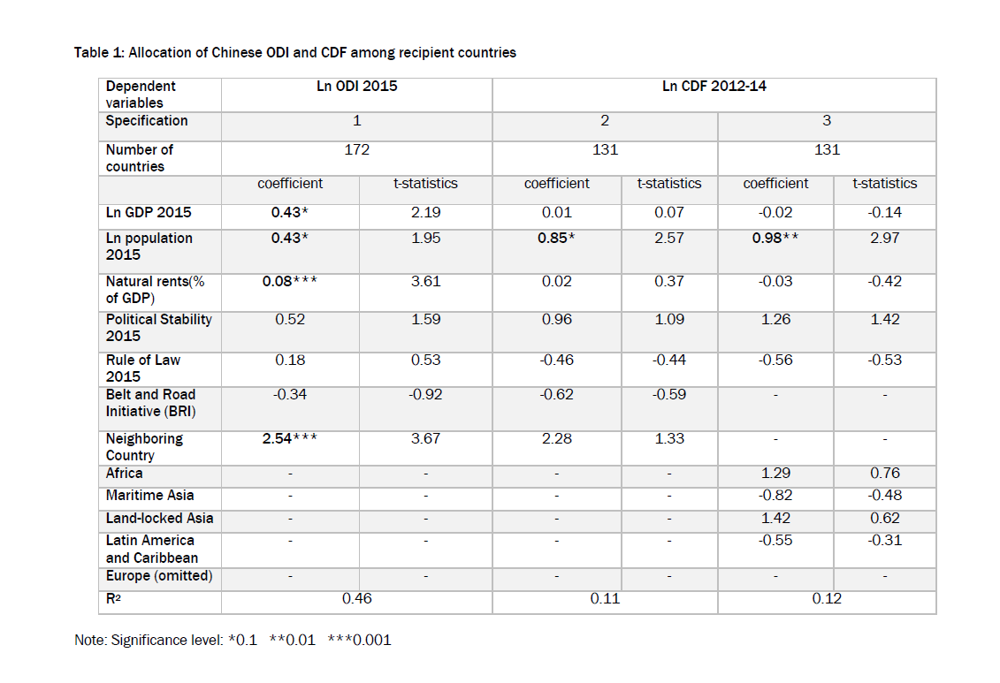 Table 1: Allocation of Chinese ODI and CDF among recipient countries
Dependent variables Ln ODI 2015 Ln CDF 2012-14
Specification 1 2 3
Number of countries 172 131 131
coefficient t-statistics coefficient t-statistics coefficient t-statistics
Ln GDP 2015 0.43* 2.19 0.01 0.07 -0.02 -0.14
Ln population 2015 0.43* 1.95 0.85* 2.57 0.98** 2.97
Natural rents(% of GDP) 0.08*** 3.61 0.02 0.37 -0.03 -0.42
Political Stability 2015 0.52 1.59 0.96 1.09 1.26 1.42
Rule of Law 2015 0.18 0.53 -0.46 -0.44 -0.56 -0.53
Belt and Road Initiative (BRI) -0.34 -0.92 -0.62 -0.59 - -
Neighboring Country 2.54*** 3.67 2.28 1.33 - -
Africa - - - - 1.29 0.76
Maritime Asia - - - - -0.82 -0.48
Land-locked Asia - - - - 1.42 0.62
Latin America and Caribbean - - - - -0.55 -0.31
Europe (omitted) - - - - - -
R2 0.46 0.11 0.12
Note: Significance level: *0.1 **0.01 ***0.001